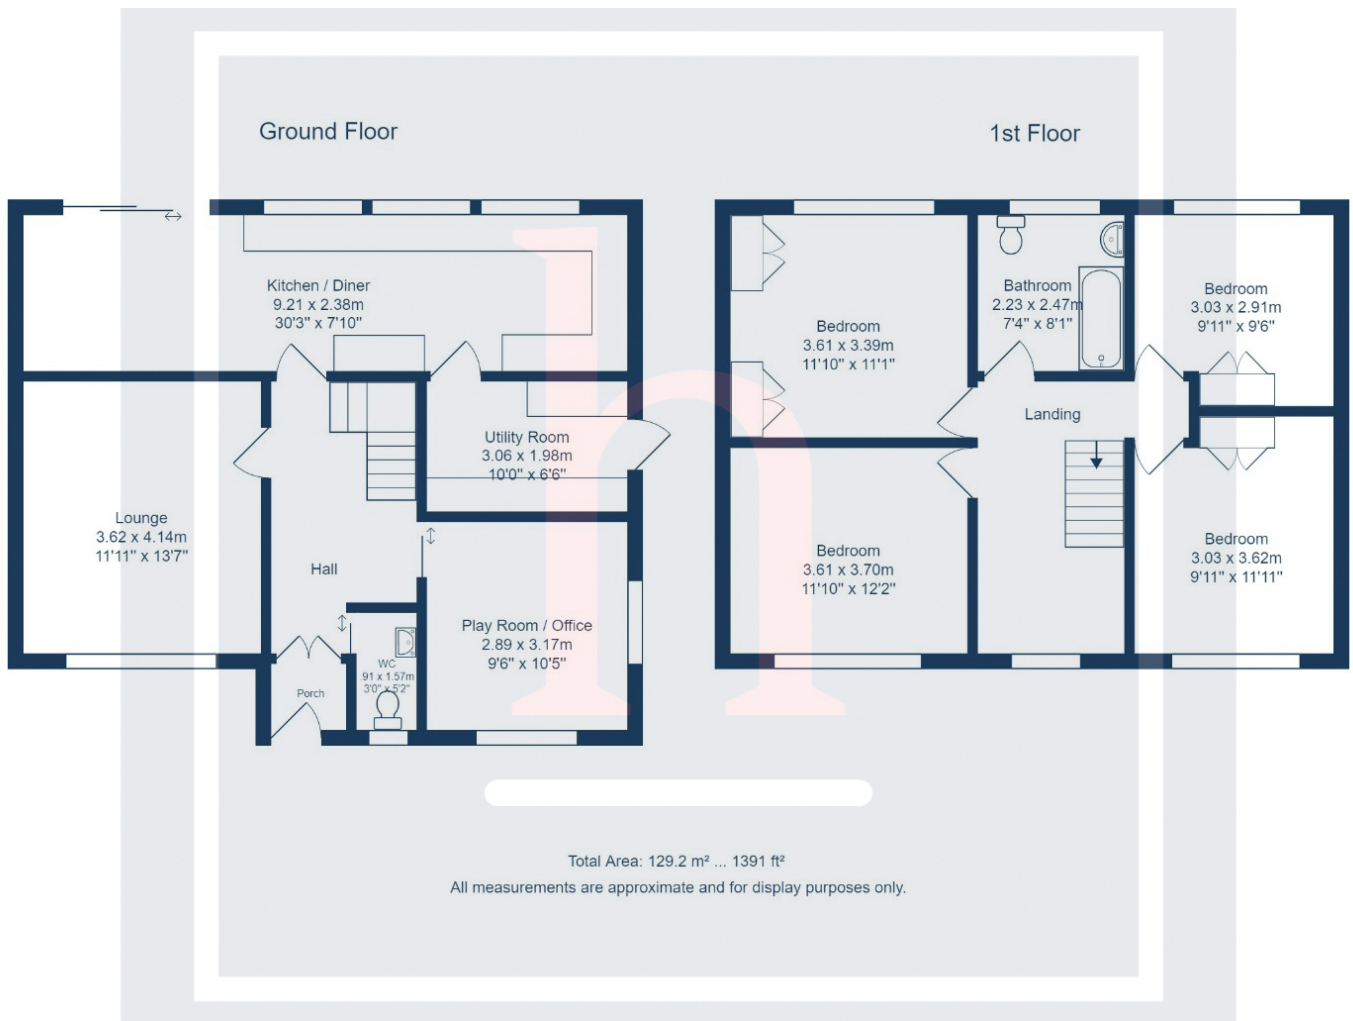 Ground Floor
1st Floor
Kitchen / Diner
9.21 x 2.38m
30'3" x 7'10"
Utility Room
3.06 x 1.98m
10'0" x 6'6"
Lounge
3.62 x 4.14m
11'11" x 13'7"
Hall
Play Room / Office
2.89 x 3.17m
9'6" x 10'5"
WC
.91 x 1.57m
3'0" x 5'2"
Porch
Bedroom
3.61 x 3.39m
11'10" x 11'1"
Bathroom
2.23 x 2.47m
7'4" x 8'1"
Bedroom
3.03 x 2.91m
9'11" x 9'6"
Landing
Bedroom
3.61 x 3.70m
11'10" x 12'2"
Bedroom
3.03 x 3.62m
9'11" x 11'11"
h
Total Area: 129.2 m² ... 1391 ft²
All measurements are approximate and for display purposes only.